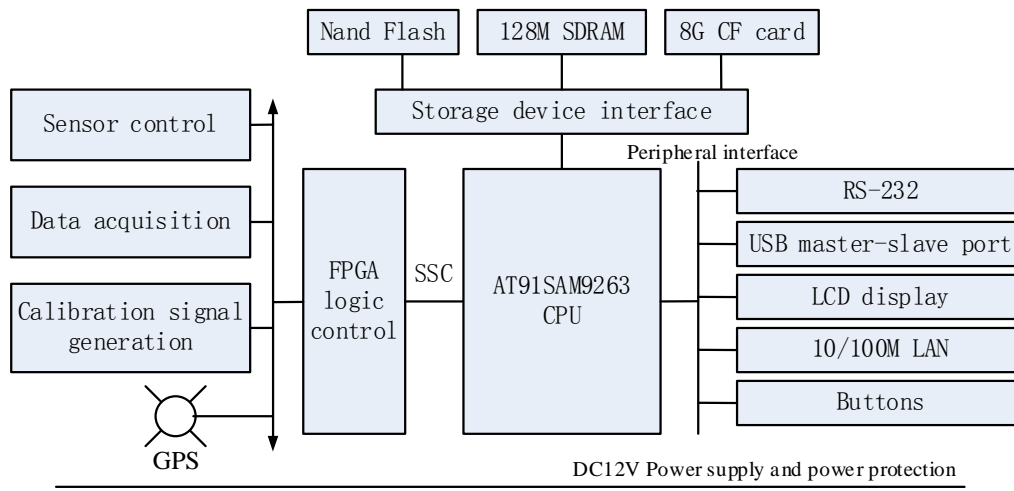 Nand Flash
128M SDRAM
8G CF card
Storage device interface
Sensor control
Data acquisition
Calibration signal
generation
GPS
FPGA
logic
control
SSC
AT91SAM9263
CPU
Peripheral interface
RS-232
USB master-slave port
LCD display
10/100M LAN
Buttons
DC12V Power supply and power protection